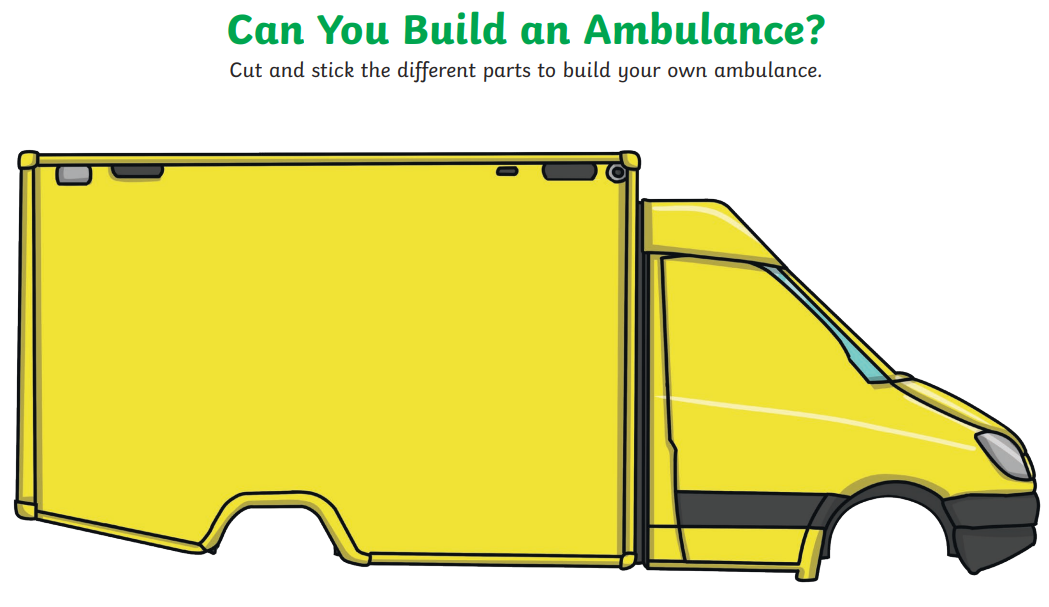 Can You Build an Ambulance?
Cut and stick the different parts to build your own ambulance.